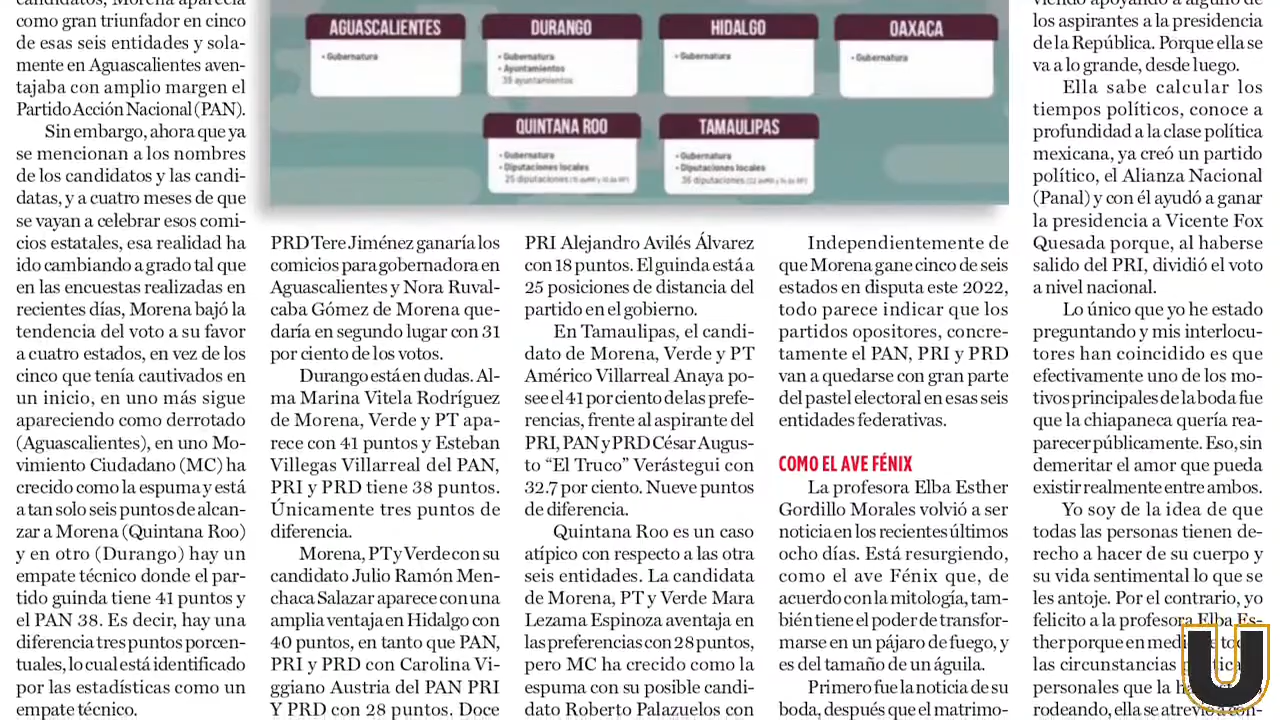 candidatos, Morena aparecía
como gran triunfador en cinco
de esas seis entidades y sola-
mente en Aguascalientes aven-
tajaba con amplio margen el
Partido Acción Nacional (PAN).
Sin embargo, ahora que ya
se mencionan a los nombres
de los candidatos y las candi-
datas, y a cuatro meses de que
se vayan a celebrar esos comi-
cios estatales, esa realidad ha
ido cambiando a grado tal que
en las encuestas realizadas en
recientes días, Morena bajó la
tendencia del voto a su favor
a cuatro estados, en vez de los
cinco que tenía cautivados en
un inicio, en uno más sigue
apareciendo como derrotado
(Aguascalientes), en uno Mo-
vimiento Ciudadano (MC) ha
crecido como la espuma y está
a tan solo seis puntos de alcan-
zar a Morena (Quintana Roo)
y en otro (Durango) hay un
empate técnico donde el par-
tido guinda tiene 41 puntos y
el PAN 38. Es decir, hay una
diferencia tres puntos porcen-
tuales, lo cual está identificado
por las estadísticas como un
empate técnico.
AGUASCALIENTES
• Gubernatura
DURANGO
• Gubernatura
• Ayuntamientos
39 ayuntamientos
HIDALGO
• Gubernatura
OAXACA
• Gubernatura
QUINTANA ROO
• Gubernatura
• Diputaciones locales
25 diputaciones
TAMAULIPAS
• Gubernatura
• Diputaciones locales
36 diputaciones
PRD Tere Jiménez ganaría los
comicios para gobernadora en
Aguascalientes y Nora Ruval-
caba Gómez de Morena que-
daría en segundo lugar con 31
por ciento de los votos.
Durango está en dudas. Al-
ma Marina Vitela Rodríguez
de Morena, Verde y PT apa-
rece con 41 puntos y Esteban
Villegas Villarreal del PAN,
PRI y PRD tiene 38 puntos.
Únicamente tres puntos de
diferencia.
Morena, PT y Verde con su
candidato Julio Ramón Men-
chaca Salazar aparece con una
amplia ventaja en Hidalgo con
40 puntos, en tanto que PAN,
PRI y PRD con Carolina Vi-
ggiano Austria del PAN PRI
Y PRD con 28 puntos. Doce
PRI Alejandro Avilés Álvarez
con 18 puntos. El guinda está a
25 posiciones de distancia del
partido en el gobierno.
En Tamaulipas, el candi-
dato de Morena, Verde y PT
Américo Villarreal Anaya po-
see el 41 por ciento de las prefe-
rencias, frente al aspirante del
PRI, PAN y PRD César Augus-
to “El Truco” Verástegui con
32.7 por ciento. Nueve puntos
de diferencia.
Quintana Roo es un caso
atípico con respecto a las otra
seis entidades. La candidata
de Morena, PT y Verde Mara
Lezama Espinoza aventaja en
las preferencias con 28 puntos,
pero MC ha crecido como la
espuma con su posible candi-
dato Roberto Palazuelos con
Independientemente de
que Morena gane cinco de seis
estados en disputa este 2022,
todo parece indicar que los
partidos opositores, concre-
tamente el PAN, PRI y PRD
van a quedarse con gran parte
del pastel electoral en esas seis
entidades federativas.
COMO EL AVE FÉNIX
La profesora Elba Esther
Gordillo Morales volvió a ser
noticia en los recientes últimos
ocho días. Está resurgiendo,
como el ave Fénix que, de
acuerdo con la mitología, tam-
bién tiene el poder de transfor-
marse en un pájaro de fuego, y
es del tamaño de un águila.
Primero fue la noticia de su
boda, después que el matrimo-
viendo apoyando a alguno de
los aspirantes a la presidencia
de la República. Porque ella se
va a lo grande, desde luego.
Ella sabe calcular los
tiempos políticos, conoce a
profundidad a la clase política
mexicana, ya creó un partido
político, el Alianza Nacional
(Panal) y con él ayudó a ganar
la presidencia a Vicente Fox
Quesada porque, al haberse
salido del PRI, dividió el voto
a nivel nacional.
Lo único que yo he estado
preguntando y mis interlocu-
tores han coincidido es que
efectivamente uno de los mo-
tivos principales de la boda fue
que la chiapaneca quería rea-
parecer públicamente. Eso, sin
demeritar el amor que pueda
existir realmente entre ambos.
Yo soy de la idea de que
todas las personas tienen de-
recho a hacer de su cuerpo y
su vida sentimental lo que se
les antoje. Por el contrario, yo
felicito a la profesora Elba Es-
ther porque en medio de
las circunstancias
personales que la
rodeando, ella se atrevió a con-
U